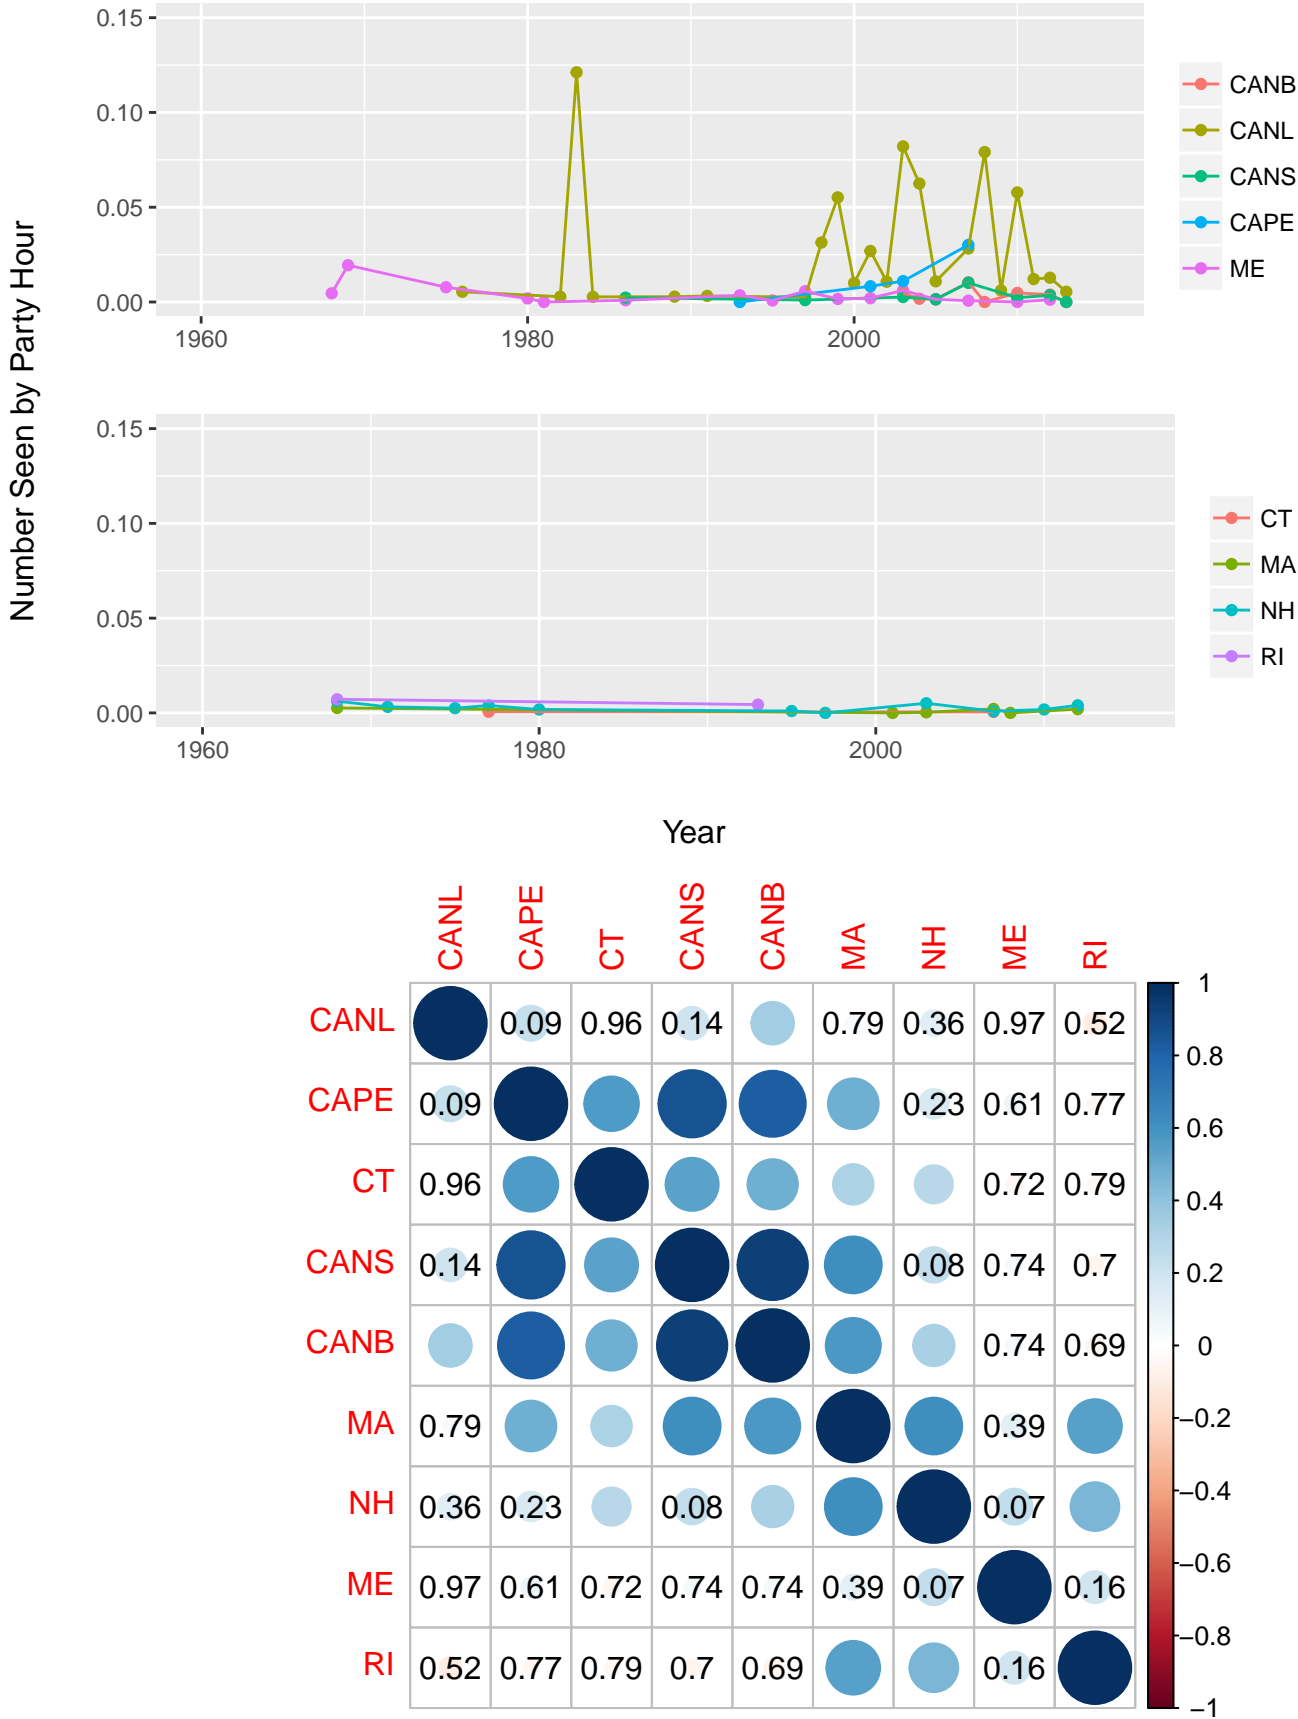 Number Seen by Party Hour
0.15
0.10
0.05
0.00
1960 1980 2000
CANB
CANL
CANS
CAPE
ME
0.15
0.10
0.05
0.00
1960 1980 2000
CT
MA
NH
RI
Year
CANL CAPE CT CANS CANB MA NH ME RI
CANL 0.09 0.96 0.14 0.79 0.36 0.97 0.52
CAPE 0.09 0.23 0.61 0.77
CT 0.96 0.72 0.79
CANS 0.14 0.08 0.74 0.7
CANB 0.74 0.69
MA 0.79 0.39
NH 0.36 0.23 0.08 0.07
ME 0.97 0.61 0.72 0.74 0.74 0.39 0.07 0.16
RI 0.52 0.77 0.79 0.7 0.69 0.16
1
0.8
0.6
0.4
0.2
0
−0.2
−0.4
−0.6
−0.8
−1